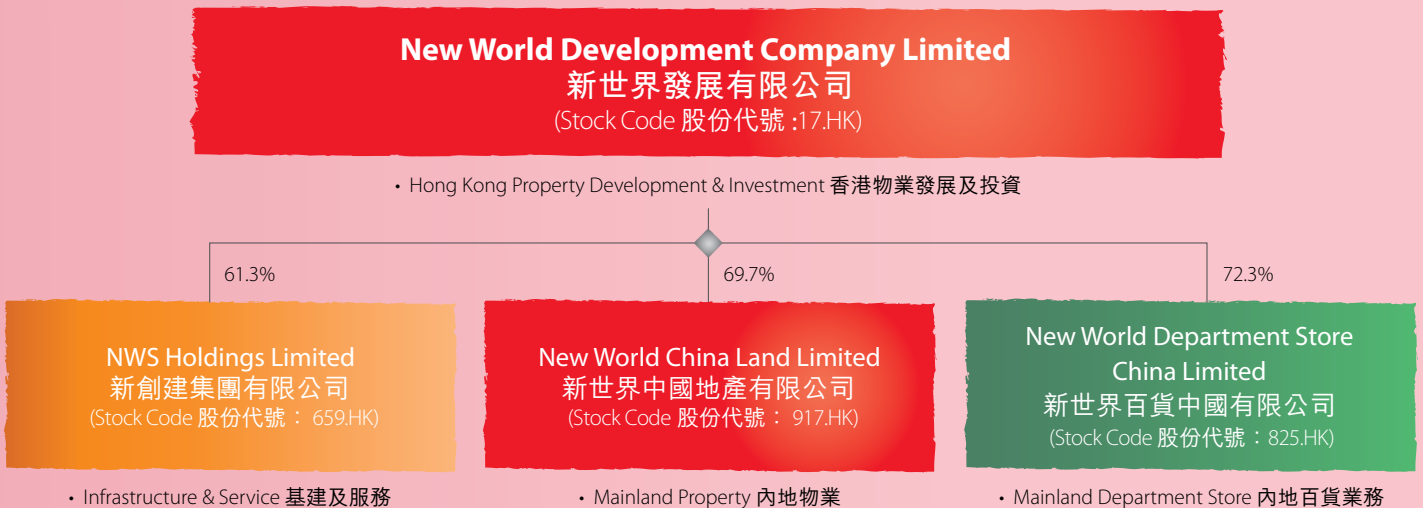 New World Development Company Limited
新世界發展有限公司
(Stock Code 股份代號 :17.HK)
• Hong Kong Property Development & Investment 香港物業發展及投資
61.3%
69.7%
72.3%
NWS Holdings Limited
新創建集團有限公司
(Stock Code 股份代號： 659.HK)
New World China Land Limited
新世界中國地產有限公司
(Stock Code 股份代號： 917.HK)
New World Department Store
China Limited
新世界百貨中國有限公司
(Stock Code 股份代號：825.HK)
• Infrastructure & Service 基建及服務
• Mainland Property 內地物業
• Mainland Department Store 內地百貨業務